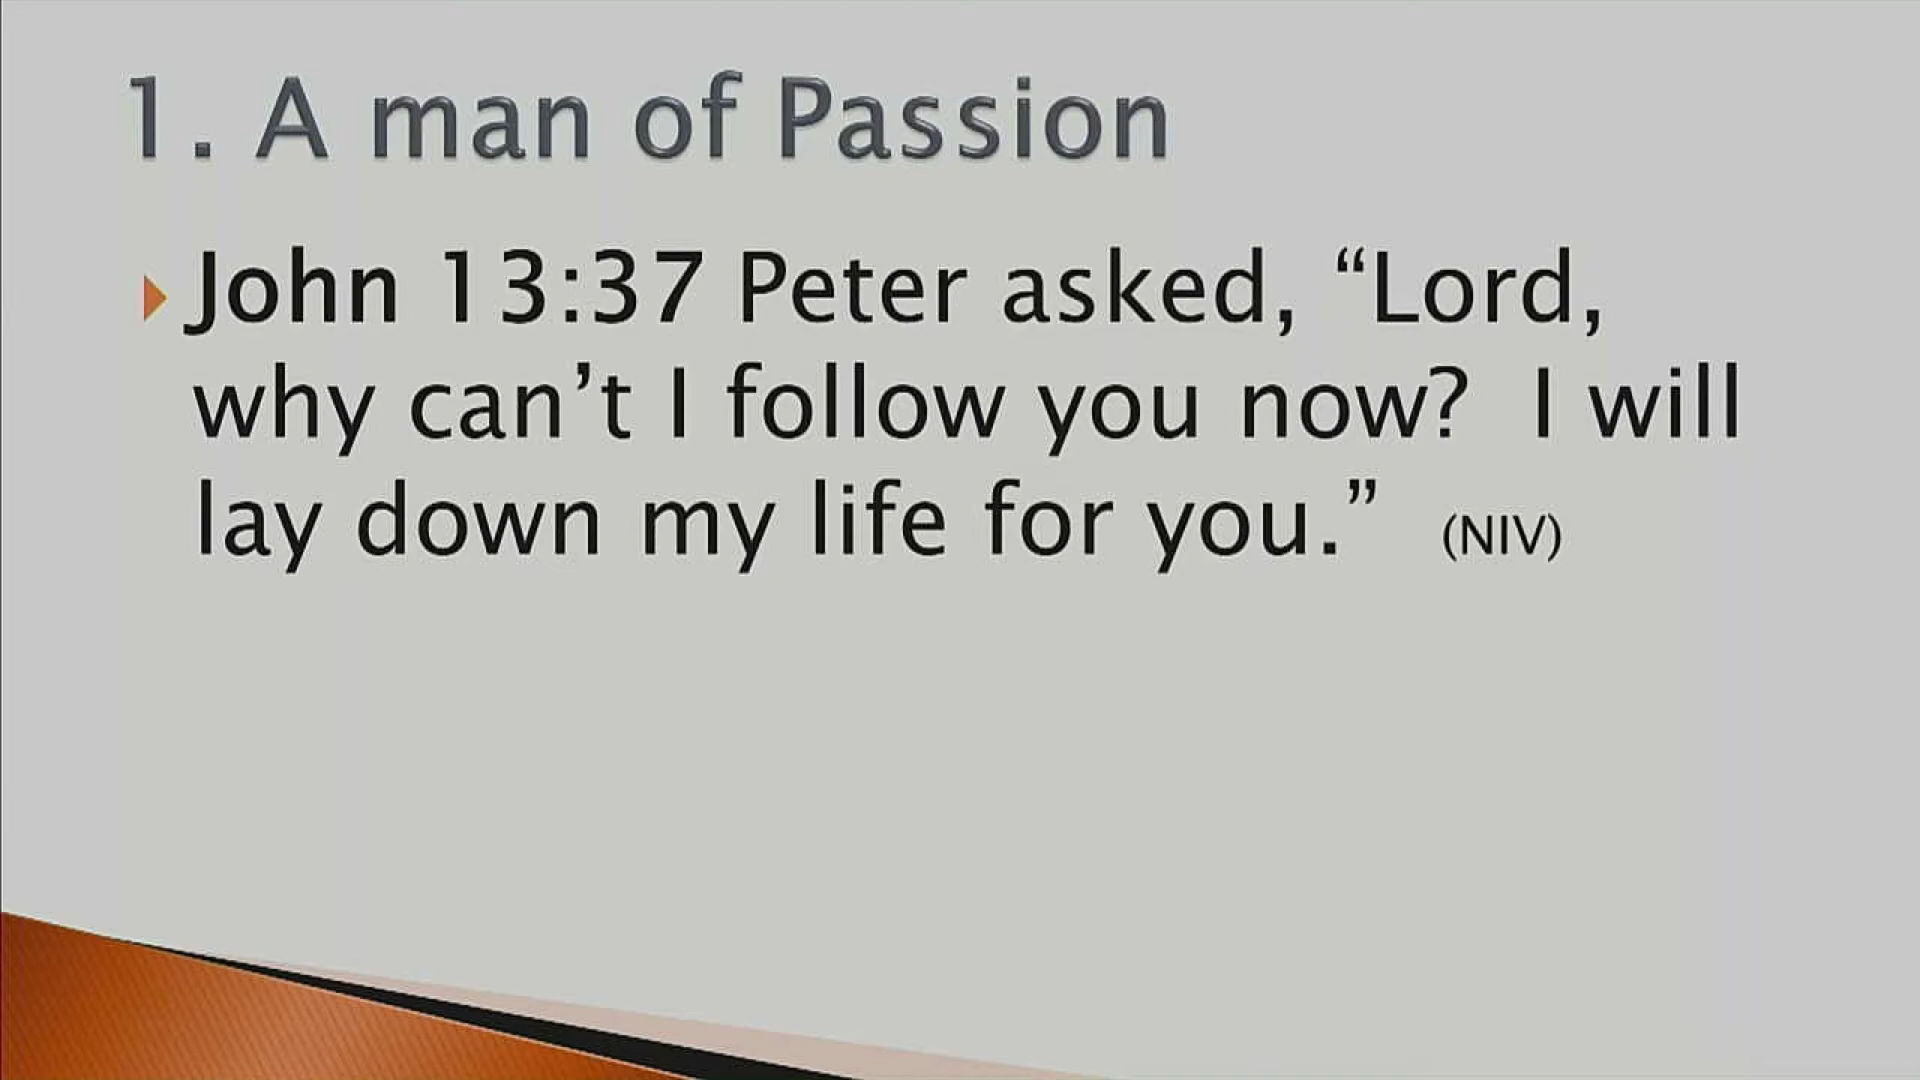 1. A man of Passion
John 13:37 Peter asked, “Lord,
why can’t I follow you now?  I will
lay down my life for you.”  (NIV)